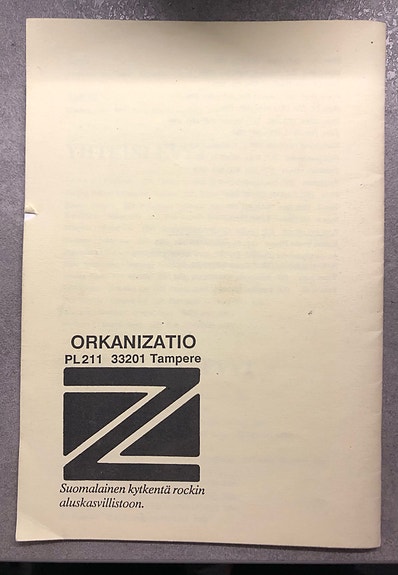 ORKANIZATIO
PL211 33201 Tampere
Z
Suomalainen kytkentä rockin
aluskasvillistoon.